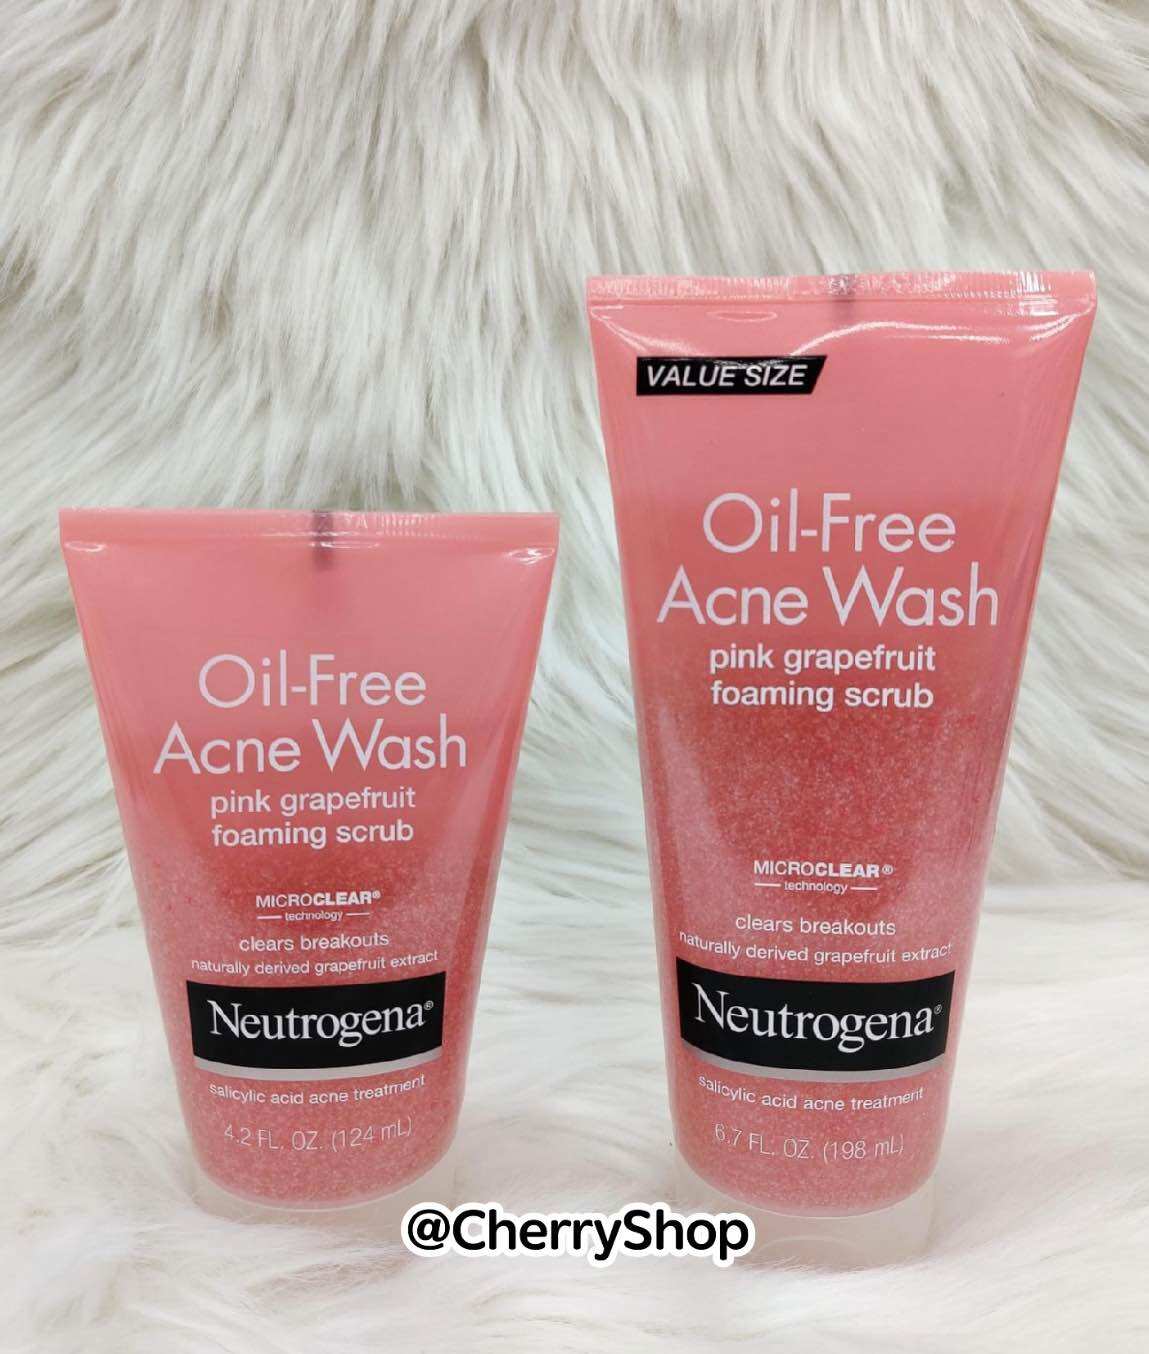 Oil-Free
Acne Wash
pink grapefruit
foaming scrub
MICROCLEAR®
technology
clears breakouts
naturally derived grapefruit extract
Neutrogena®
salicylic acid acne treatment
4.2 FL. OZ. (124 mL)
VALUE SIZE
Oil-Free
Acne Wash
pink grapefruit
foaming scrub
MICROCLEAR®
technology
clears breakouts
naturally derived grapefruit extract
Neutrogena®
salicylic acid acne treatment
6.7 FL. OZ. (198 mL)
@CherryShop